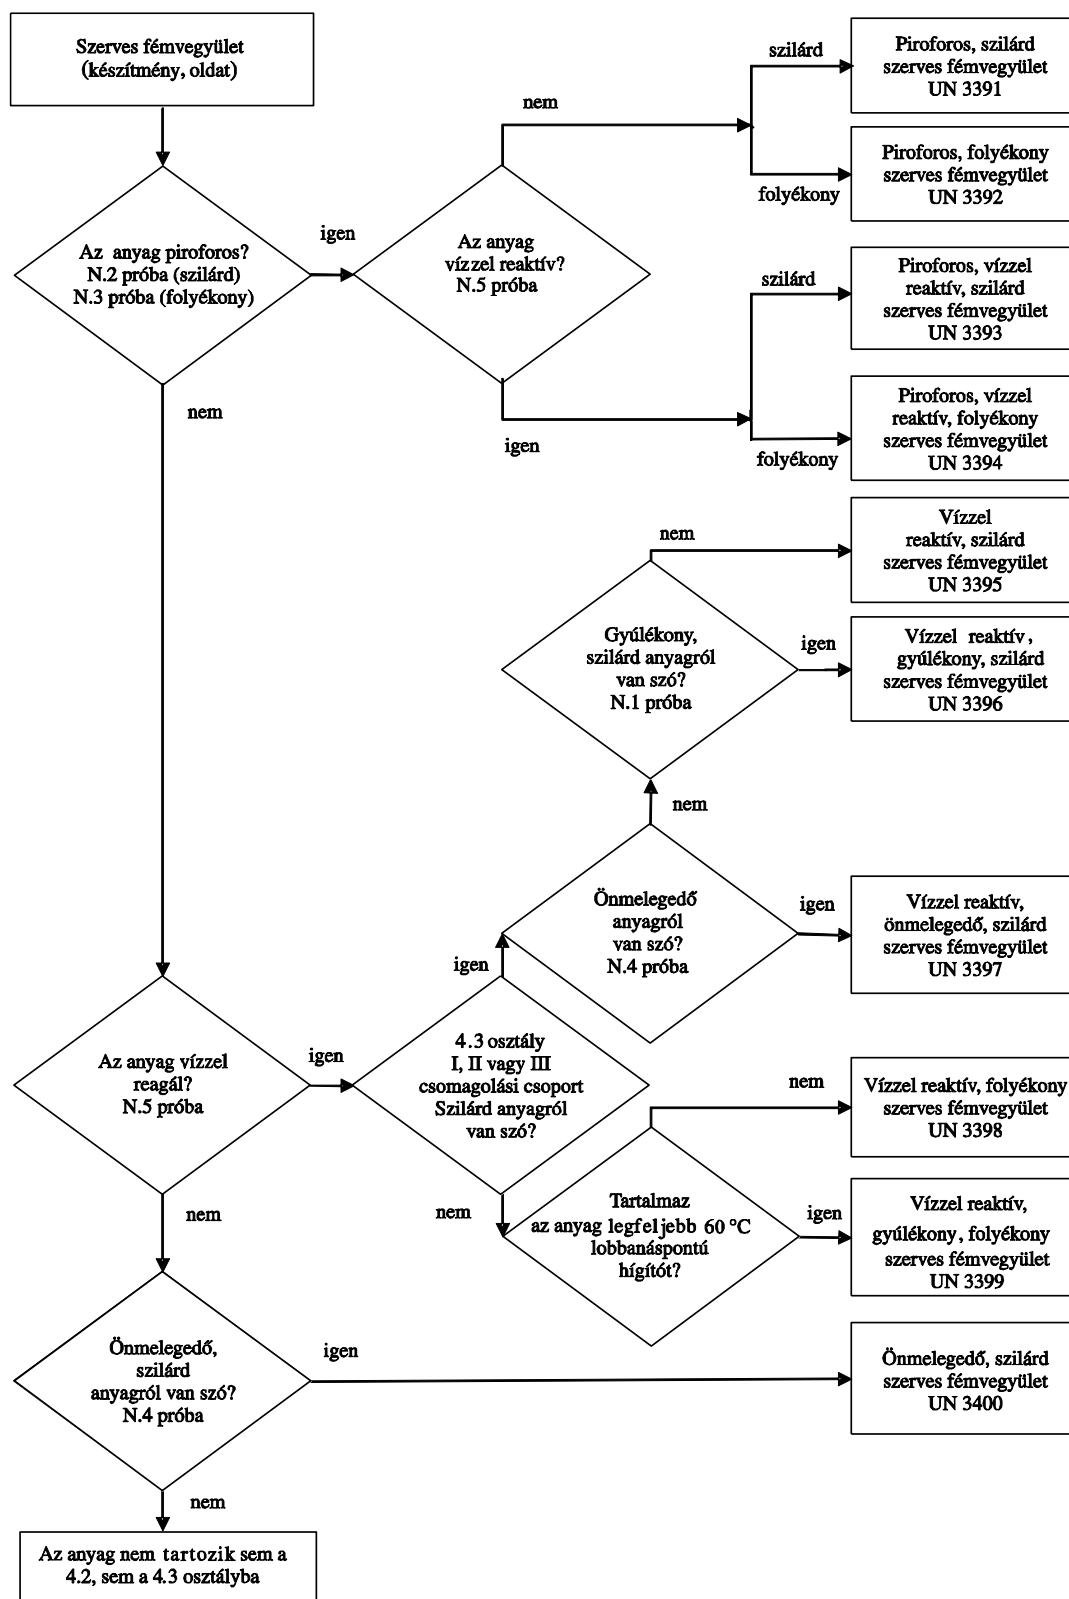 Szerves fémvegyület
(készítmény, oldat)
szilárd
Piroforos, szilárd
szerves fémvegyület
UN 3391
nem
Piroforos, folyékony
szerves fémvegyület
UN 3392
folyékony
igen
Az anyag piroforos?
N.2 próba (szilárd)
N.3 próba (folyékony)
Az anyag
vízzel reaktív?
N.5 próba
szilárd
Piroforos, vízzel
reaktív, szilárd
szerves fémvegyület
UN 3393
nem
igen
Piroforos, vízzel
reaktív, folyékony
szerves fémvegyület
UN 3394
folyékony
nem
Vízzel
reaktív, szilárd
szerves fémvegyület
UN 3395
Gyúlékony,
szilárd anyagról
van szó?
N.1 próba
igen
Vízzel reaktív,
gyúlékony, szilárd
szerves fémvegyület
UN 3396
nem
Önmelegedő
anyagról
van szó?
N.4 próba
igen
Vízzel reaktív,
önmelegedő, szilárd
szerves fémvegyület
UN 3397
igen
Az anyag vízzel
reagál?
N.5 próba
igen
4.3 osztály
I, II vagy III
csomagolási csoport
Szilárd anyagról
van szó?
nem
Vízzel reaktív, folyékony
szerves fémvegyület
UN 3398
nem
nem
Tartalmaz
az anyag legfeljebb 60 °C
lobbanáspontú
hígítót?
igen
Vízzel reaktív,
gyúlékony, folyékony
szerves fémvegyület
UN 3399
Önmelegedő,
szilárd
anyagról van szó?
N.4 próba
igen
Önmelegedő, szilárd
szerves fémvegyület
UN 3400
nem
Az anyag nem tartozik sem a
4.2, sem a 4.3 osztályba